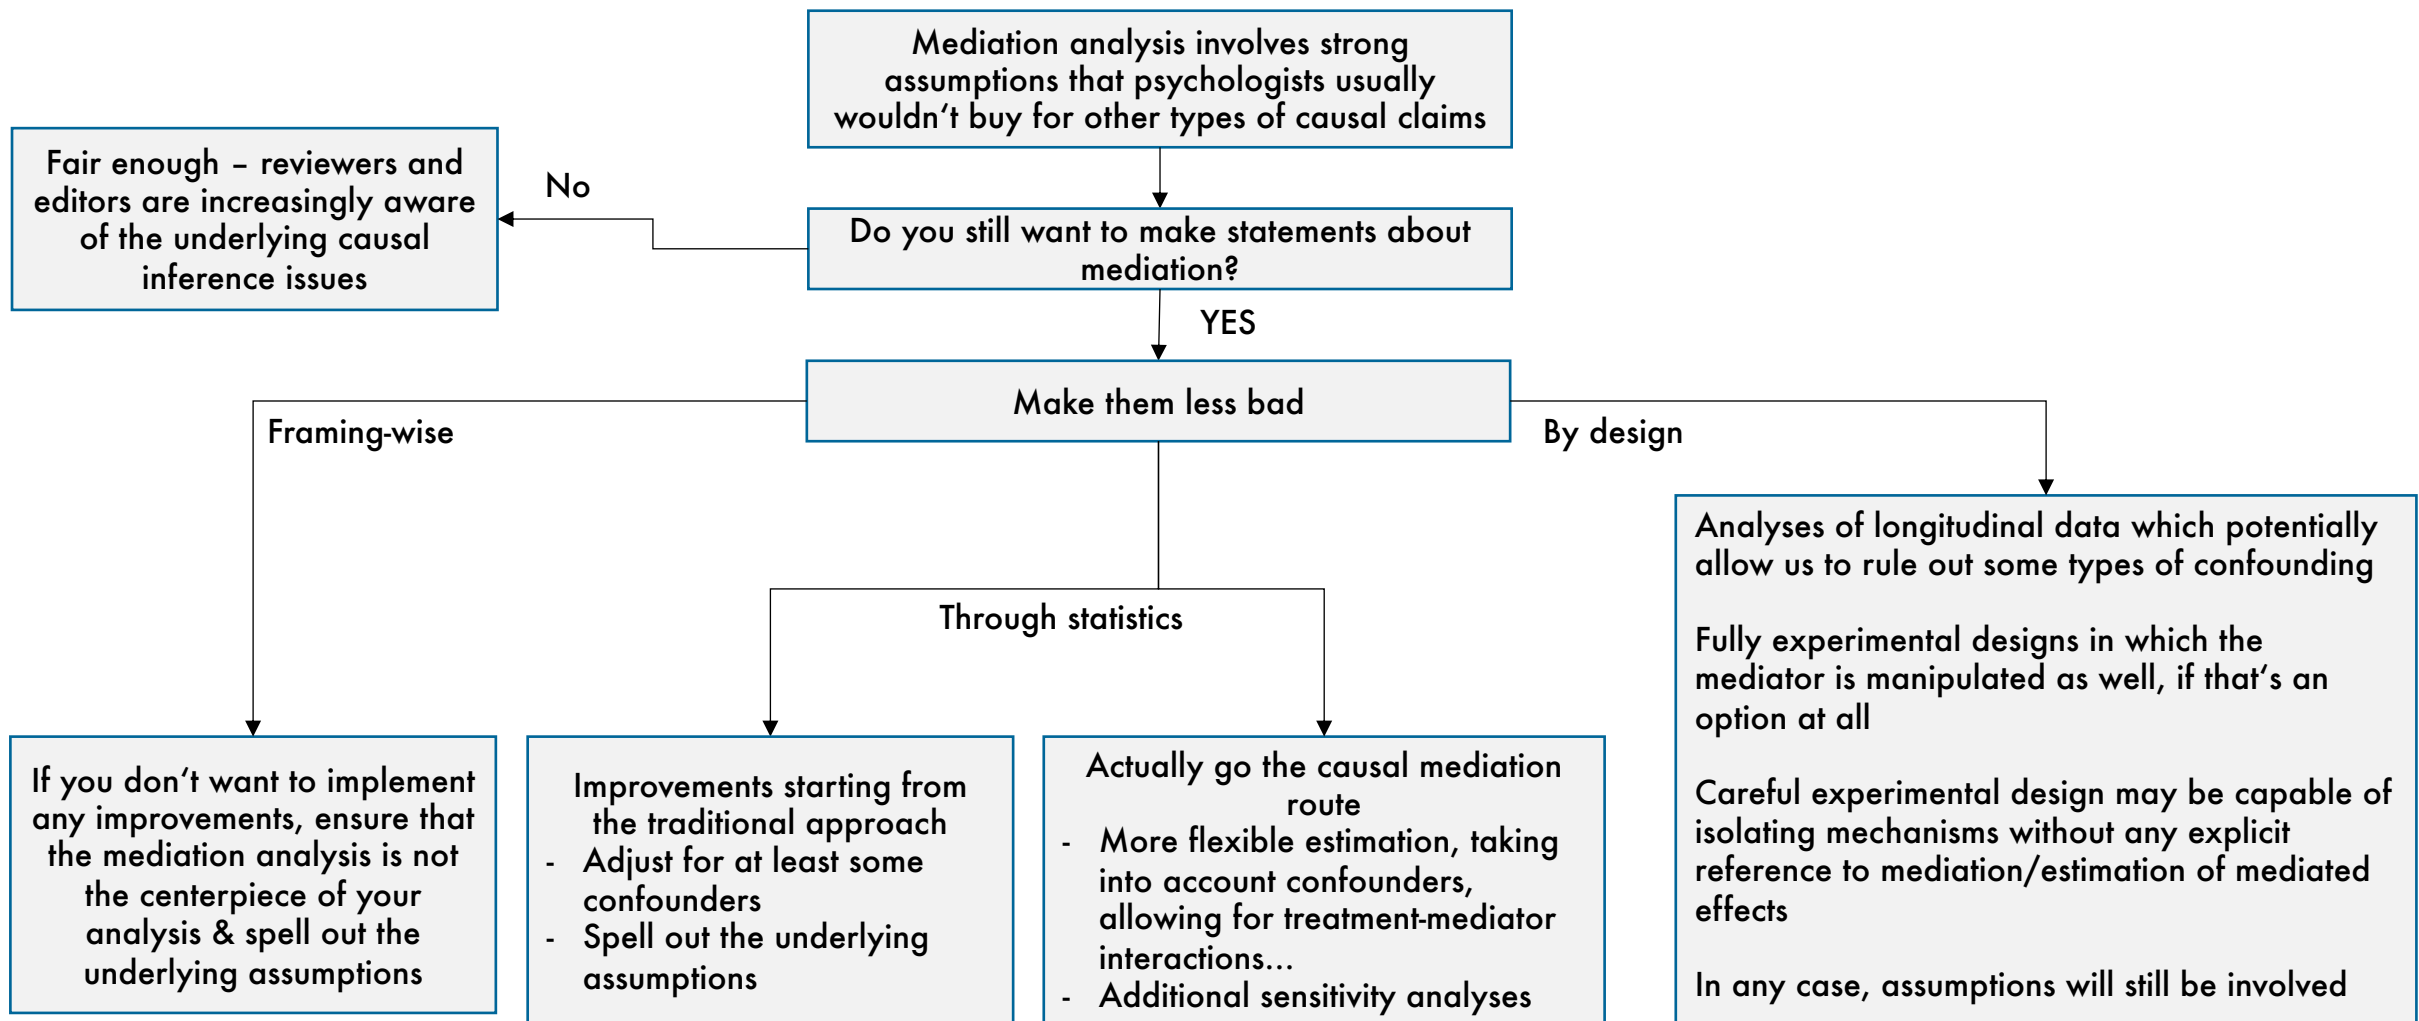 Mediation analysis involves strong
assumptions that psychologists usually
wou‘t buy for other types of causal claims
Fair enough – reviewers and
editors are increasingly aware
of the underlying causal
inference issues
No
Do you still want to make statements about
mediation?
YES
Make them less bad
Framing-wise
By design
Through statistics
If you don‘t want to implement
any improvements, ensure that
the mediation analysis is not
the centerpiece of your
analysis & spell out the
underlying assumptions
Improvements starting from
the traditional approach
- Adjust for at least some
confounders
- Spell out the underlying
assumptions
Actually go the causal mediation
route
- More flexible estimation, taking
into account confounders,
allowing for treatment-mediator
interactions...
- Additional sensitivity analyses
Analyses of longitudinal data which potentially
allow us to rule out some types of confounding
Fully experimental designs in which the
mediator is manipulated as well, if that‘s an
option at all
Careful experimental design may be capable of
isolating mechanisms without any explicit
reference to mediation/estimation of mediated
effects
In any case, assumptions will still be involved